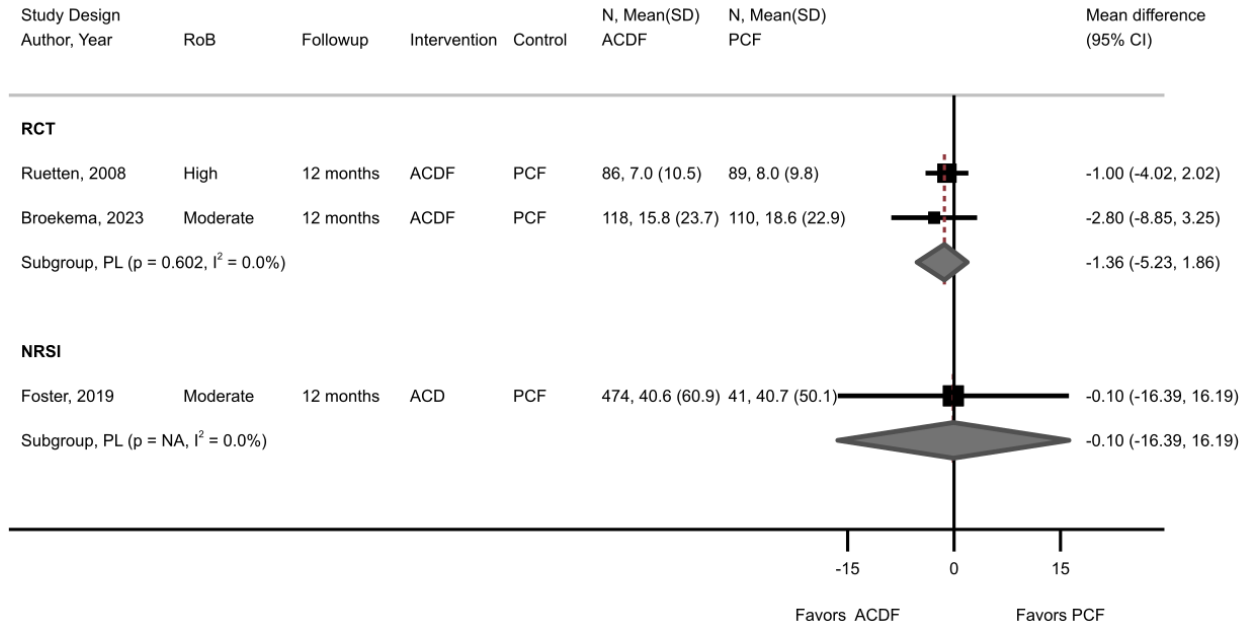 Study Design N, Mean(SD) N, Mean(SD) Mean difference
Author, Year RoB Followup Intervention Control ACDF PCF (95% CI)
RCT
Ruetten, 2008 High 12 months ACDF PCF 86, 7.0 (10.5) 89, 8.0 (9.8) -1.00 (-4.02, 2.02)
Broekema, 2023 Moderate 12 months ACDF PCF 118, 15.8 (23.7) 110, 18.6 (22.9) -2.80 (-8.85, 3.25)
Subgroup, PL (p = 0.602, I² = 0.0%) -1.36 (-5.23, 1.86)
NRSI
Foster, 2019 Moderate 12 months ACD PCF 474, 40.6 (60.9) 41, 40.7 (50.1) -0.10 (-16.39, 16.19)
Subgroup, PL (p = NA, I² = 0.0%) -0.10 (-16.39, 16.19)
-15 0 15
Favors ACDF Favors PCF